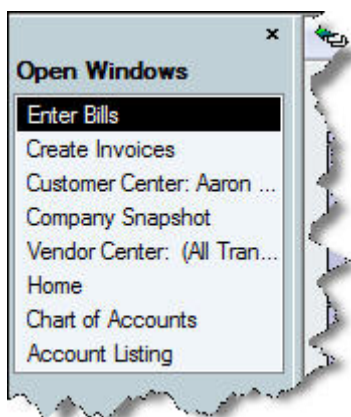 Open Windows
Enter Bills
Create Invoices
Customer Center: Aaron ...
Company Snapshot
Vendor Center: (All Tran...
Home
Chart of Accounts
Account Listing